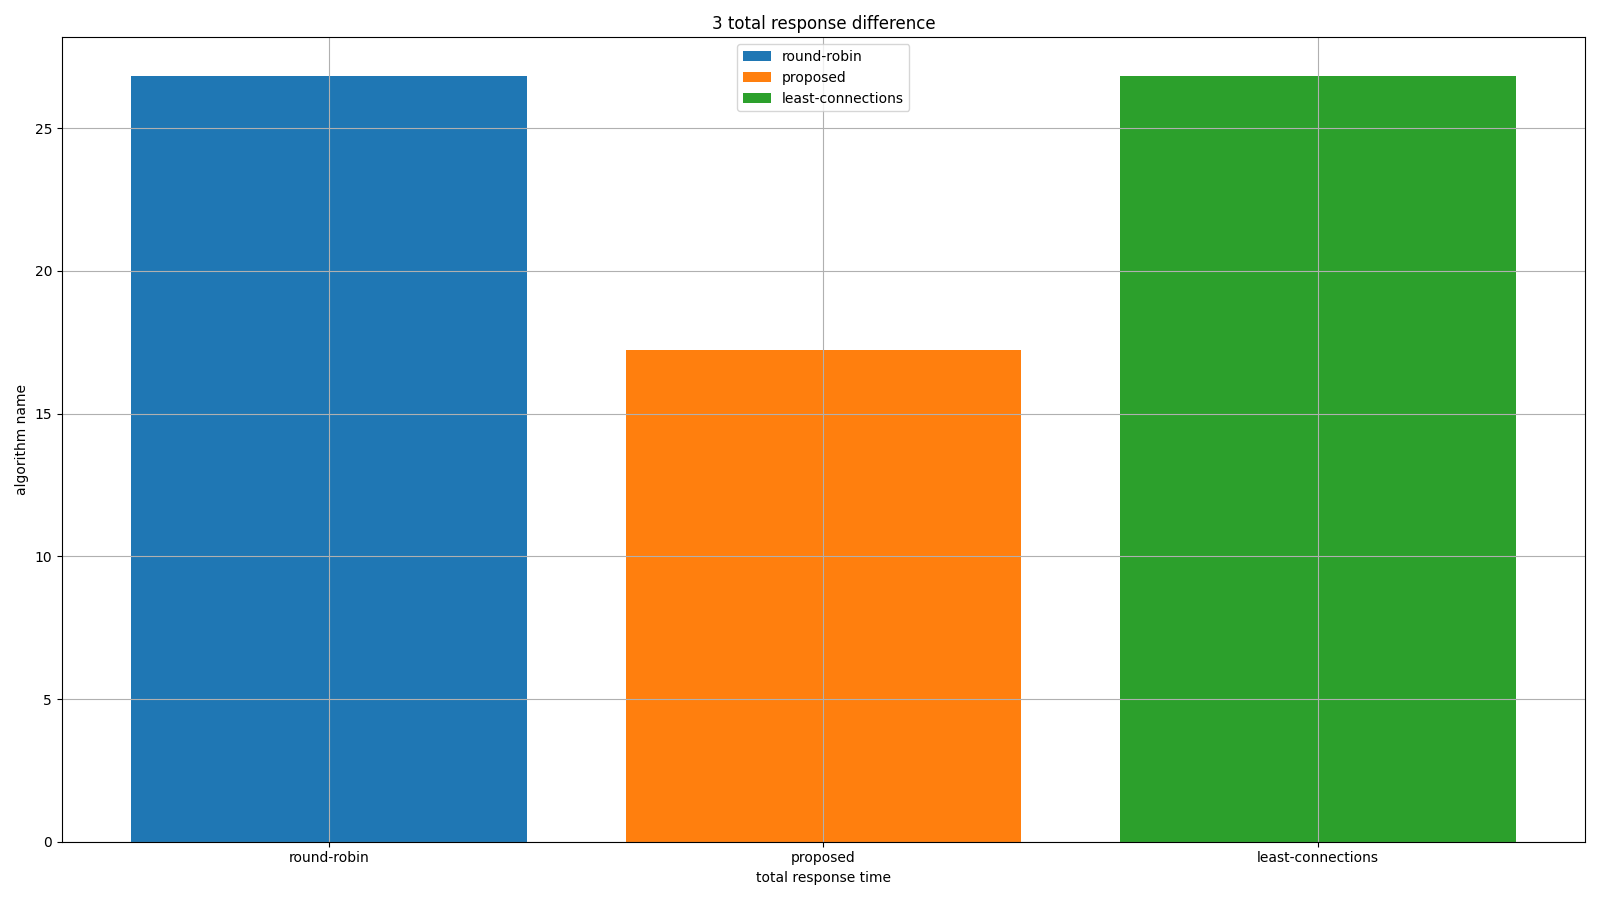 3 total response difference
round-robin
proposed
least-connections
25
20
15
10
5
0
algorithm name
round-robin proposed least-connections
total response time